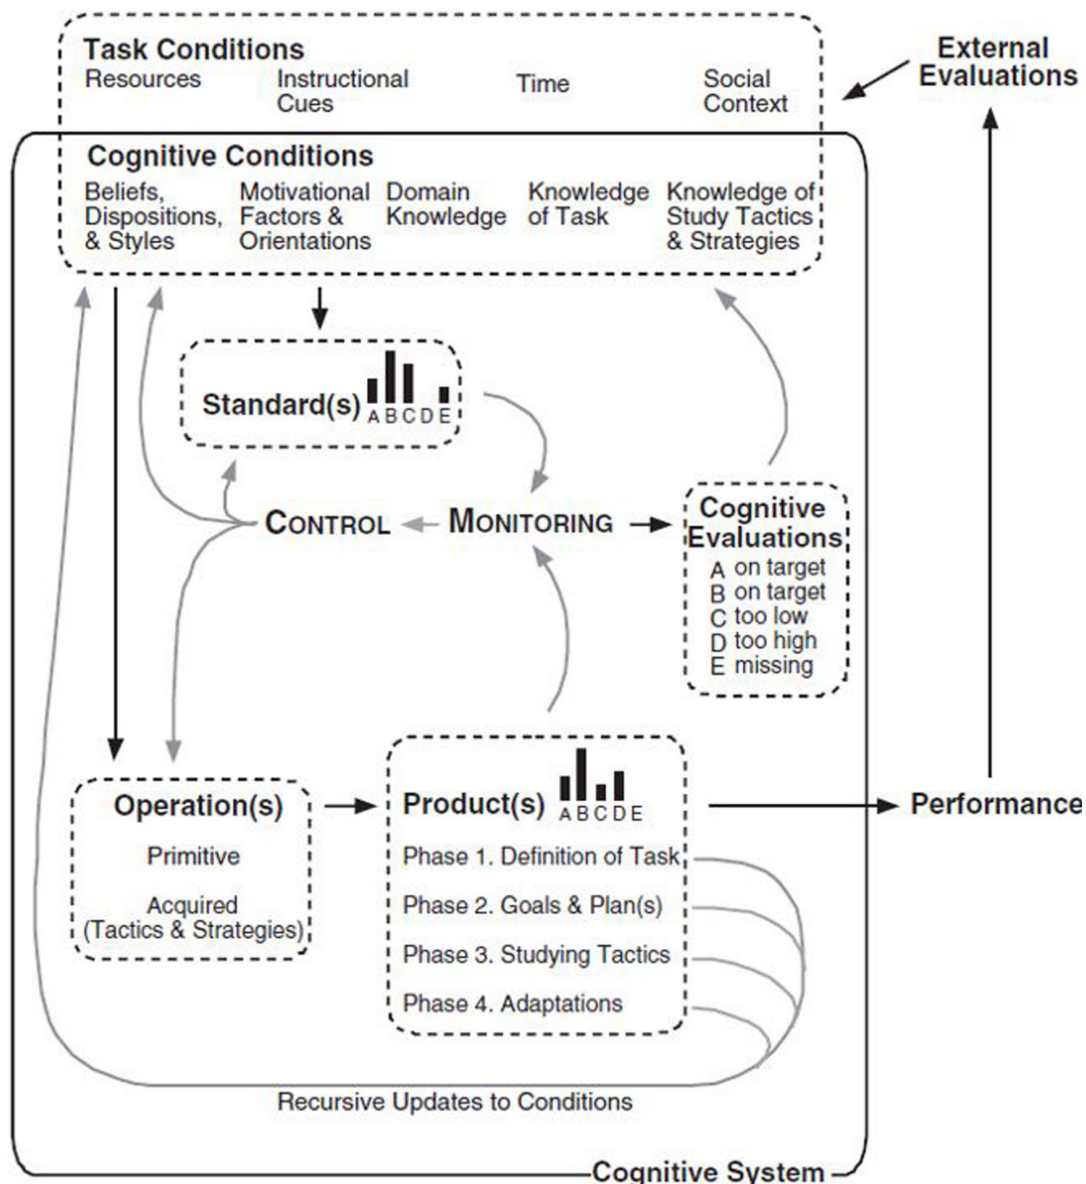 Task Conditions
Resources
Instructional
Cues
Time
Social
Context
External
Evaluations
Cognitive Conditions
Beliefs,
Dispositions,
& Styles
Motivational
Factors &
Orientations
Domain
Knowledge
Knowledge
of Task
Knowledge of
Study Tactics
& Strategies
Standard(s)
A B C D E
CONTROL
MONITORING
Cognitive
Evaluations
A on target
B on target
C too low
D too high
E missing
Operation(s)
Primitive
Acquired
(Tactics & Strategies)
Product(s)
A B C D E
Phase 1. Definition of Task
Phase 2. Goals & Plan(s)
Phase 3. Studying Tactics
Phase 4. Adaptations
Performance
Recursive Updates to Conditions
Cognitive System